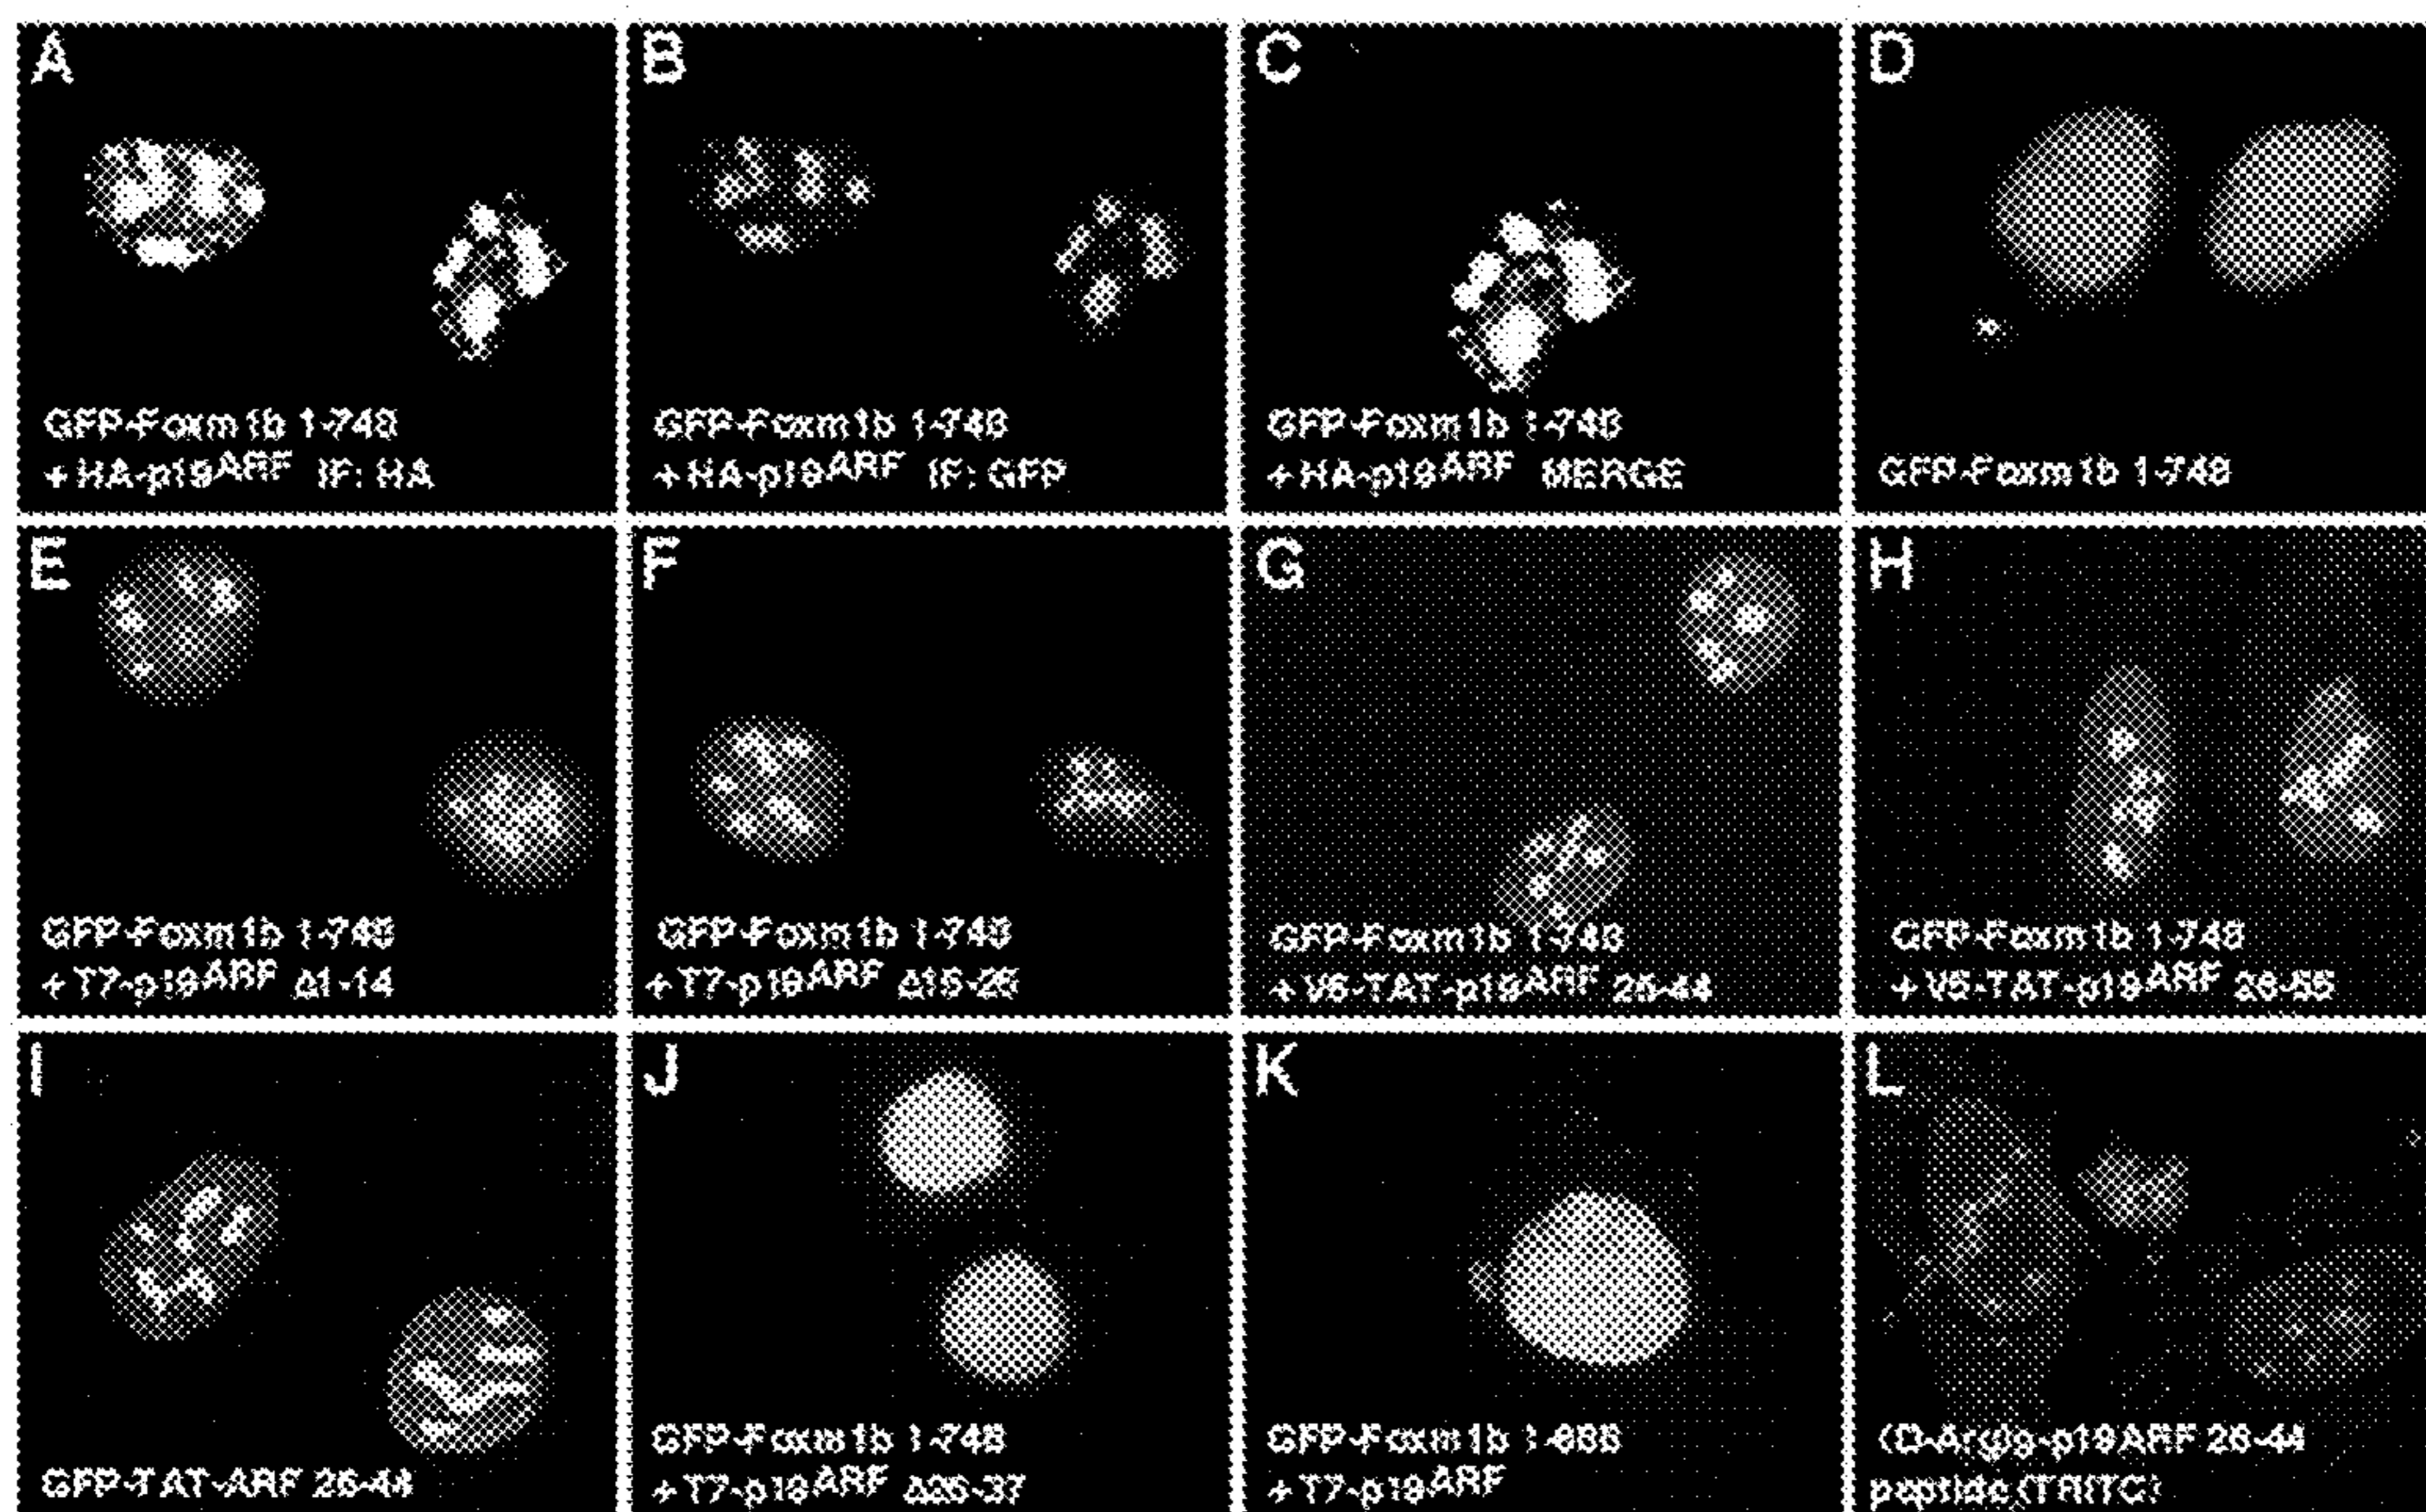 A
GFP-Foxm1b 1-748
+ HA-p19ARF IF: HA
B
GFP-Foxm1b 1-748
+ HA-p19ARF IF: GFP
C
GFP-Foxm1b 1-748
+ HA-p19ARF MERGE
D
GFP-Foxm1b 1-748
E
GFP-Foxm1b 1-748
+ T7-p19ARF Δ1-14
F
GFP-Foxm1b 1-748
+ T7-p19ARF Δ15-25
G
GFP-Foxm1b 1-748
+ V5-TAT-p19ARF 26-44
H
GFP-Foxm1b 1-748
+ V5-TAT-p19ARF 26-55
I
GFP-TAT-ARF 26-44
J
GFP-Foxm1b 1-748
+ T7-p19ARF Δ26-37
K
GFP-Foxm1b 1-688
+ T7-p19ARF
L
(D-Arg)9-p19ARF 26-44
peptide (TRITC)